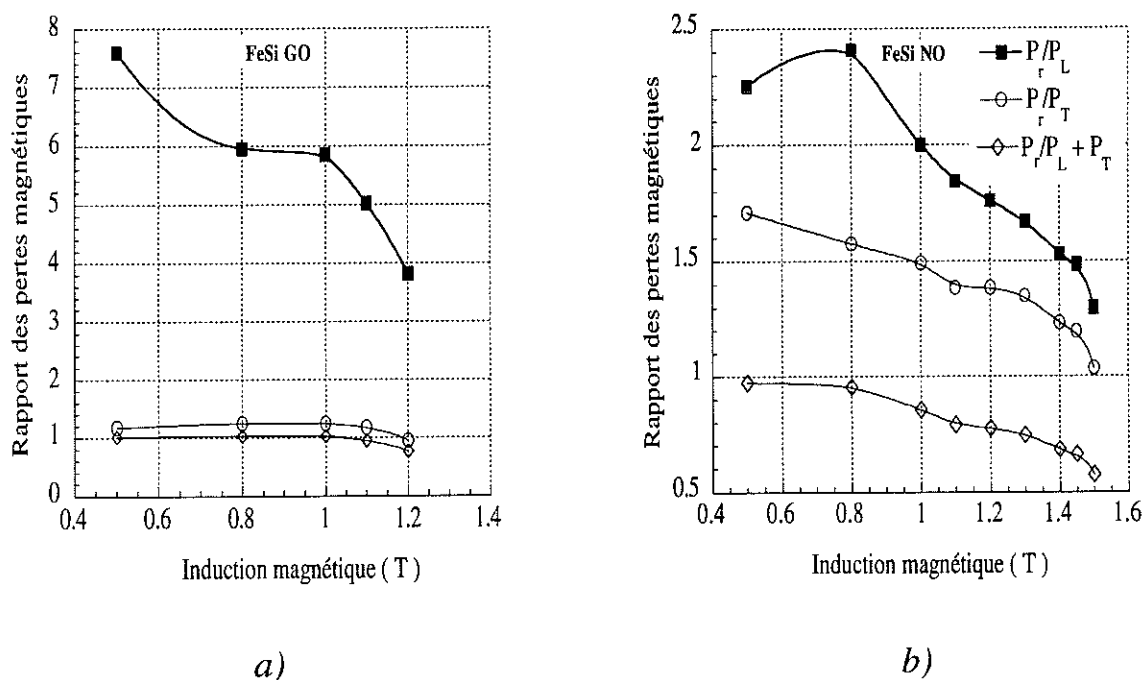 FeSi GO
Rapport des pertes magnétiques
8
7
6
5
4
3
2
1
0
0.4
0.6
0.8
1
1.2
1.4
Induction magnétique ( T )
a)
FeSi NO
P_r/P_L
P_r/P_T
P_r/P_L + P_T
Rapport des pertes magnétiques
2.5
2
1.5
1
0.5
0.4
0.6
0.8
1
1.2
1.4
1.6
Induction magnétique ( T )
b)